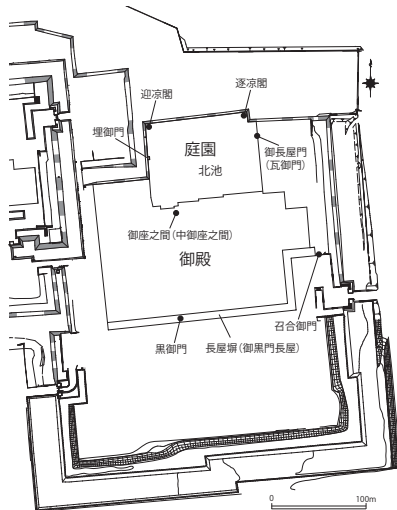 迎涼閣
逐涼閣
埋御門
庭園
北池
御長屋門
(瓦御門)
御座之間(中御座之間)
御殿
召合御門
黒御門
長屋塀(御黒門長屋)
0
100m